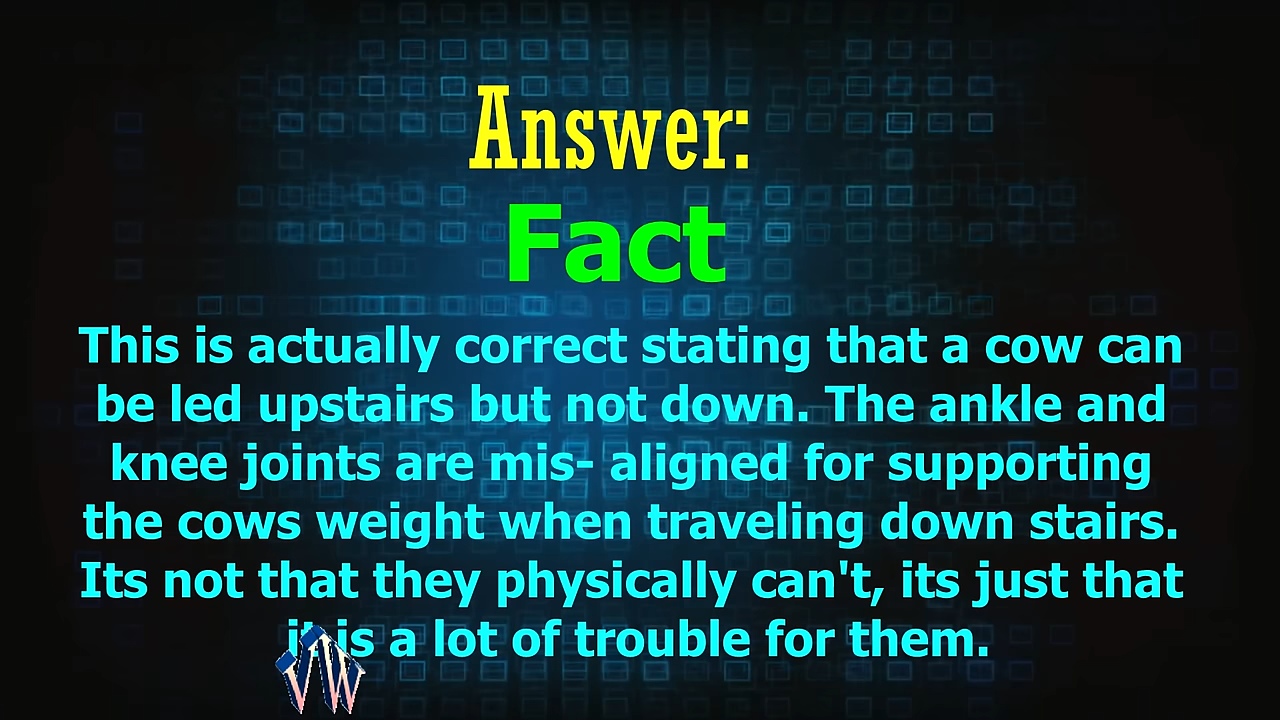 Answer:
Fact
This is actually correct stating that a cow can
be led upstairs but not down. The ankle and
knee joints are mis- aligned for supporting
the cows weight when traveling down stairs.
Its not that they physically can't, its just that
it is a lot of trouble for them.
VW